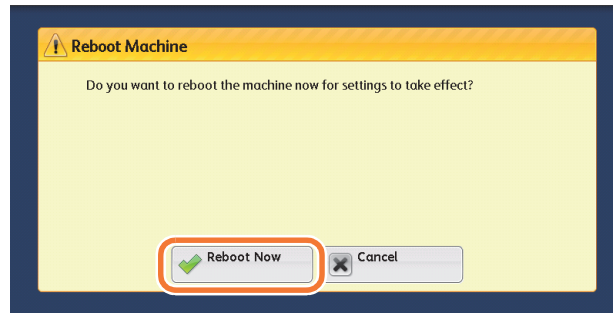 Reboot Machine
Do you want to reboot the machine now for settings to take effect?
Reboot Now
Cancel